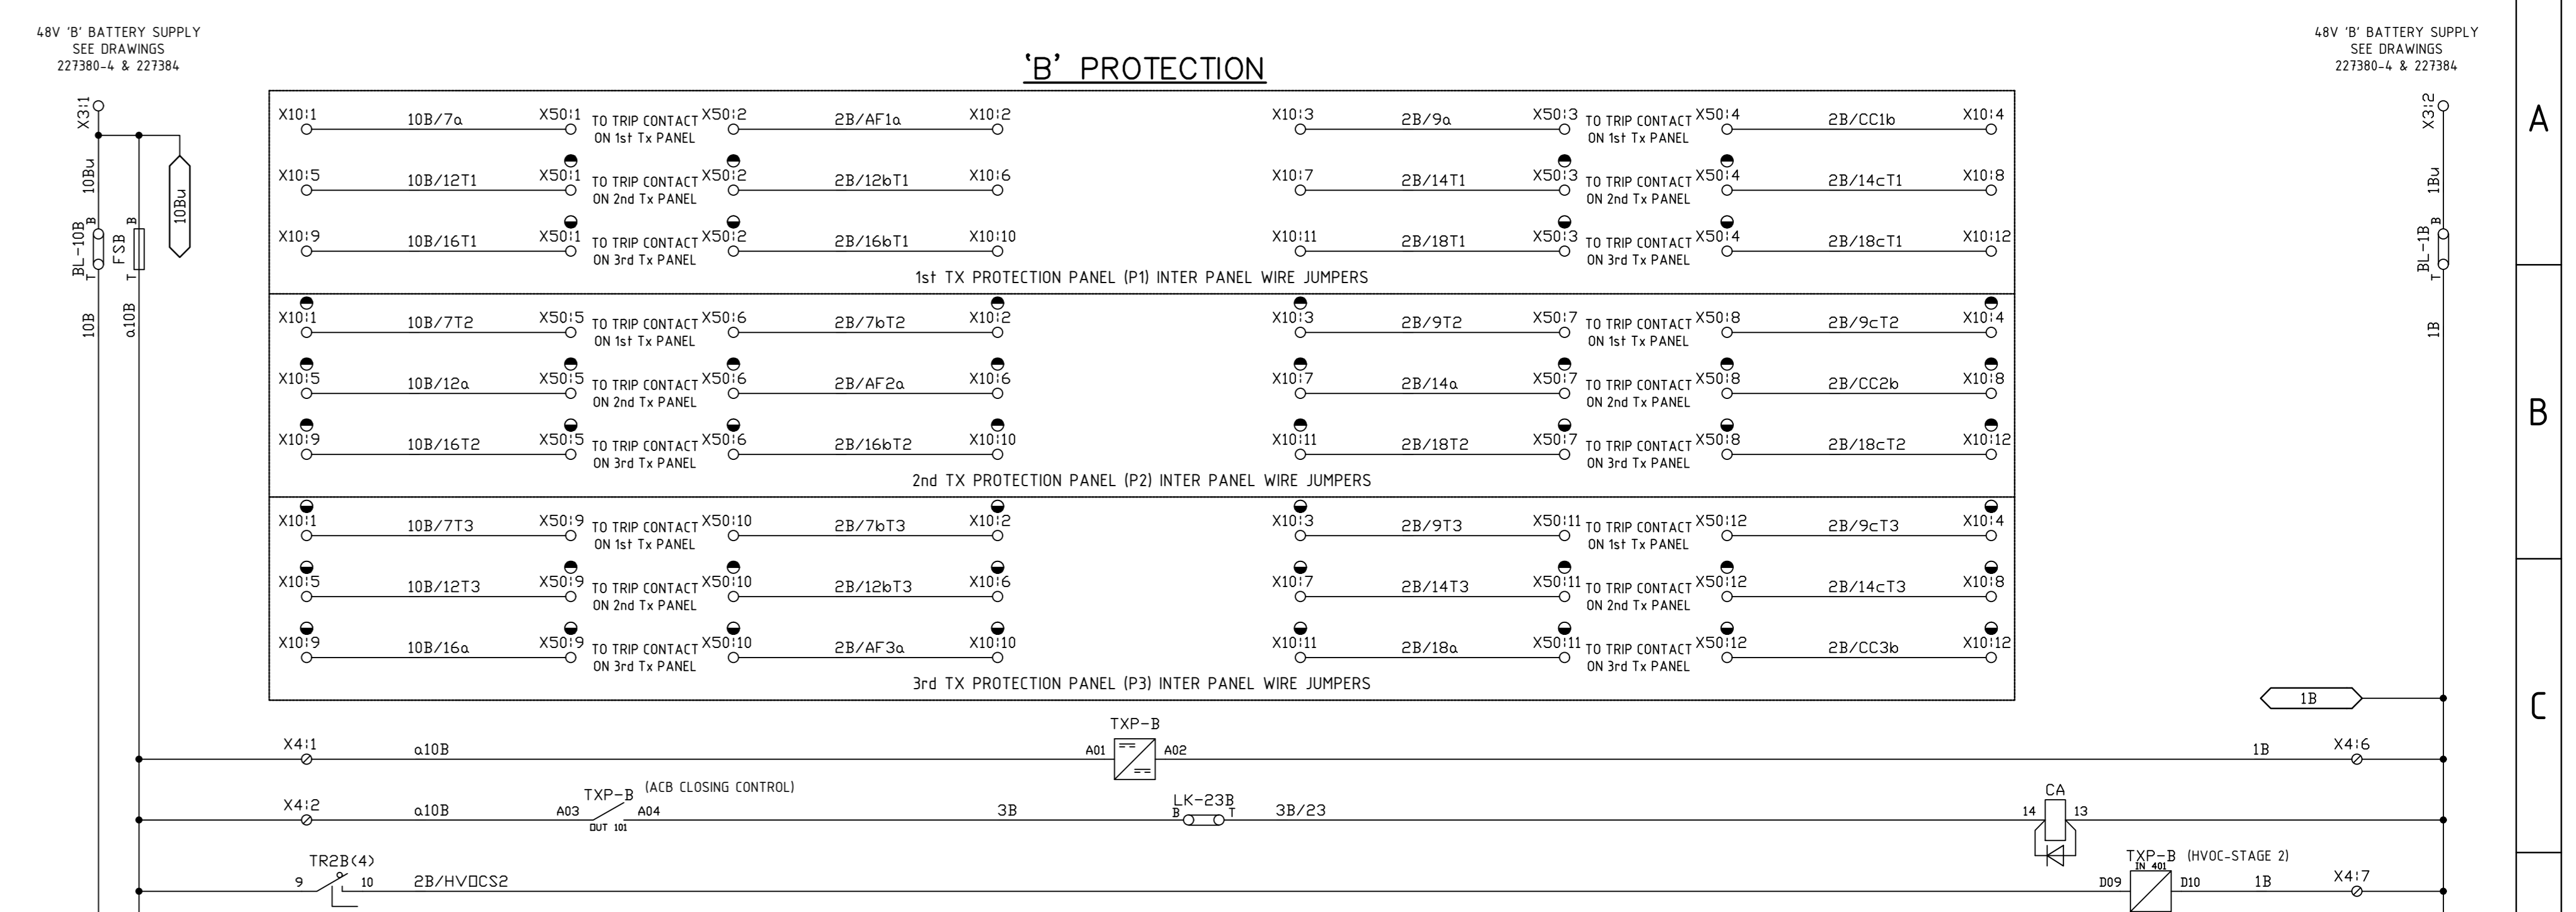 48V 'B' BATTERY SUPPLY
SEE DRAWINGS
227380-4 & 227384
'B' PROTECTION
48V 'B' BATTERY SUPPLY
SEE DRAWINGS
227380-4 & 227384
A
B
C
X3:1
10Bu
10Bu
BL-10B
B
T
FSB
B
T
10B
a10B
X3:2
1Bu
BL-1B
B
T
1B
X10:1 10B/7a X50:1 TO TRIP CONTACT X50:2 2B/AF1a X10:2 X10:3 2B/9a X50:3 TO TRIP CONTACT X50:4 2B/CC1b X10:4
ON 1st Tx PANEL ON 1st Tx PANEL
X10:5 10B/12T1 X50:1 TO TRIP CONTACT X50:2 2B/12bT1 X10:6 X10:7 2B/14T1 X50:3 TO TRIP CONTACT X50:4 2B/14cT1 X10:8
ON 2nd Tx PANEL ON 2nd Tx PANEL
X10:9 10B/16T1 X50:1 TO TRIP CONTACT X50:2 2B/16bT1 X10:10 X10:11 2B/18T1 X50:3 TO TRIP CONTACT X50:4 2B/18cT1 X10:12
ON 3rd Tx PANEL ON 3rd Tx PANEL
1st TX PROTECTION PANEL (P1) INTER PANEL WIRE JUMPERS
X10:1 10B/7T2 X50:5 TO TRIP CONTACT X50:6 2B/7bT2 X10:2 X10:3 2B/9T2 X50:7 TO TRIP CONTACT X50:8 2B/9cT2 X10:4
ON 1st Tx PANEL ON 1st Tx PANEL
X10:5 10B/12a X50:5 TO TRIP CONTACT X50:6 2B/AF2a X10:6 X10:7 2B/14a X50:7 TO TRIP CONTACT X50:8 2B/CC2b X10:8
ON 2nd Tx PANEL ON 2nd Tx PANEL
X10:9 10B/16T2 X50:5 TO TRIP CONTACT X50:6 2B/16bT2 X10:10 X10:11 2B/18T2 X50:7 TO TRIP CONTACT X50:8 2B/18cT2 X10:12
ON 3rd Tx PANEL ON 3rd Tx PANEL
2nd TX PROTECTION PANEL (P2) INTER PANEL WIRE JUMPERS
X10:1 10B/7T3 X50:9 TO TRIP CONTACT X50:10 2B/7bT3 X10:2 X10:3 2B/9T3 X50:11 TO TRIP CONTACT X50:12 2B/9cT3 X10:4
ON 1st Tx PANEL ON 1st Tx PANEL
X10:5 10B/12T3 X50:9 TO TRIP CONTACT X50:10 2B/12bT3 X10:6 X10:7 2B/14T3 X50:11 TO TRIP CONTACT X50:12 2B/14cT3 X10:8
ON 2nd Tx PANEL ON 2nd Tx PANEL
X10:9 10B/16a X50:9 TO TRIP CONTACT X50:10 2B/AF3a X10:10 X10:11 2B/18a X50:11 TO TRIP CONTACT X50:12 2B/CC3b X10:12
ON 3rd Tx PANEL ON 3rd Tx PANEL
3rd TX PROTECTION PANEL (P3) INTER PANEL WIRE JUMPERS
1B
TXP-B
X4:1 a10B A01 A02 1B X4:6
TXP-B (ACB CLOSING CONTROL)
X4:2 a10B A03 A04 3B LK-23B 3B/23 CA
OUT 101 B T 14 13
TR2B(4) TXP-B (HVOC-STAGE 2)
IN 401
9 10 2B/HVOCS2 D09 D10 1B X4:7